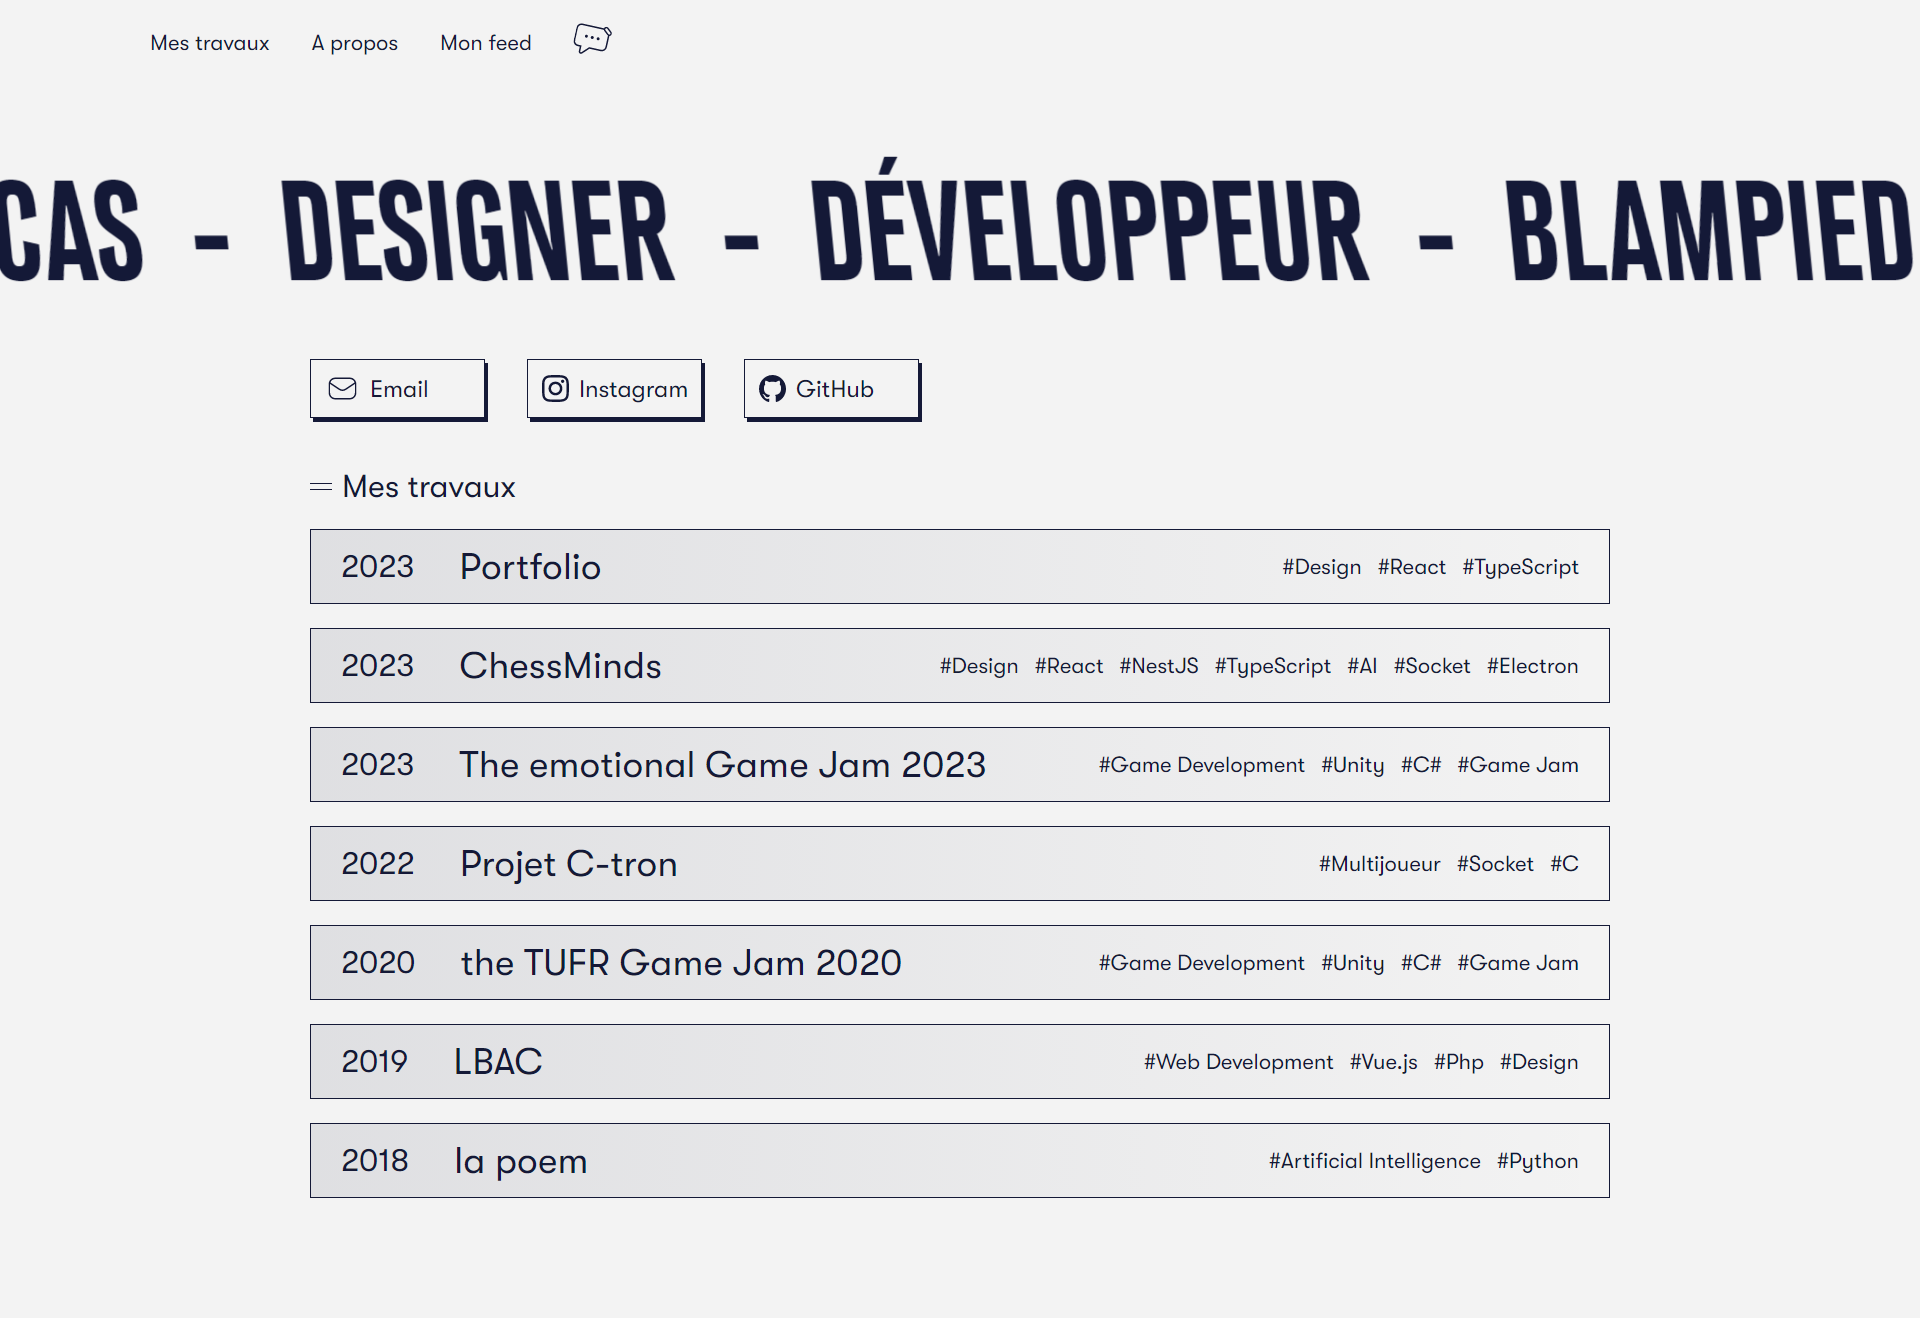 Mes travaux A propos Mon feed
CAS - DESIGNER - DÉVELOPPEUR - BLAMPIED
Email Instagram GitHub
Mes travaux
2023 Portfolio #Design #React #TypeScript
2023 ChessMinds #Design #React #NestJS #TypeScript #AI #Socket #Electron
2023 The emotional Game Jam 2023 #Game Development #Unity #C# #Game Jam
2022 Projet C-tron #Multijoueur #Socket #C
2020 the TUFR Game Jam 2020 #Game Development #Unity #C# #Game Jam
2019 LBAC #Web Development #Vue.js #Php #Design
2018 Ia poem #Artificial Intelligence #Python